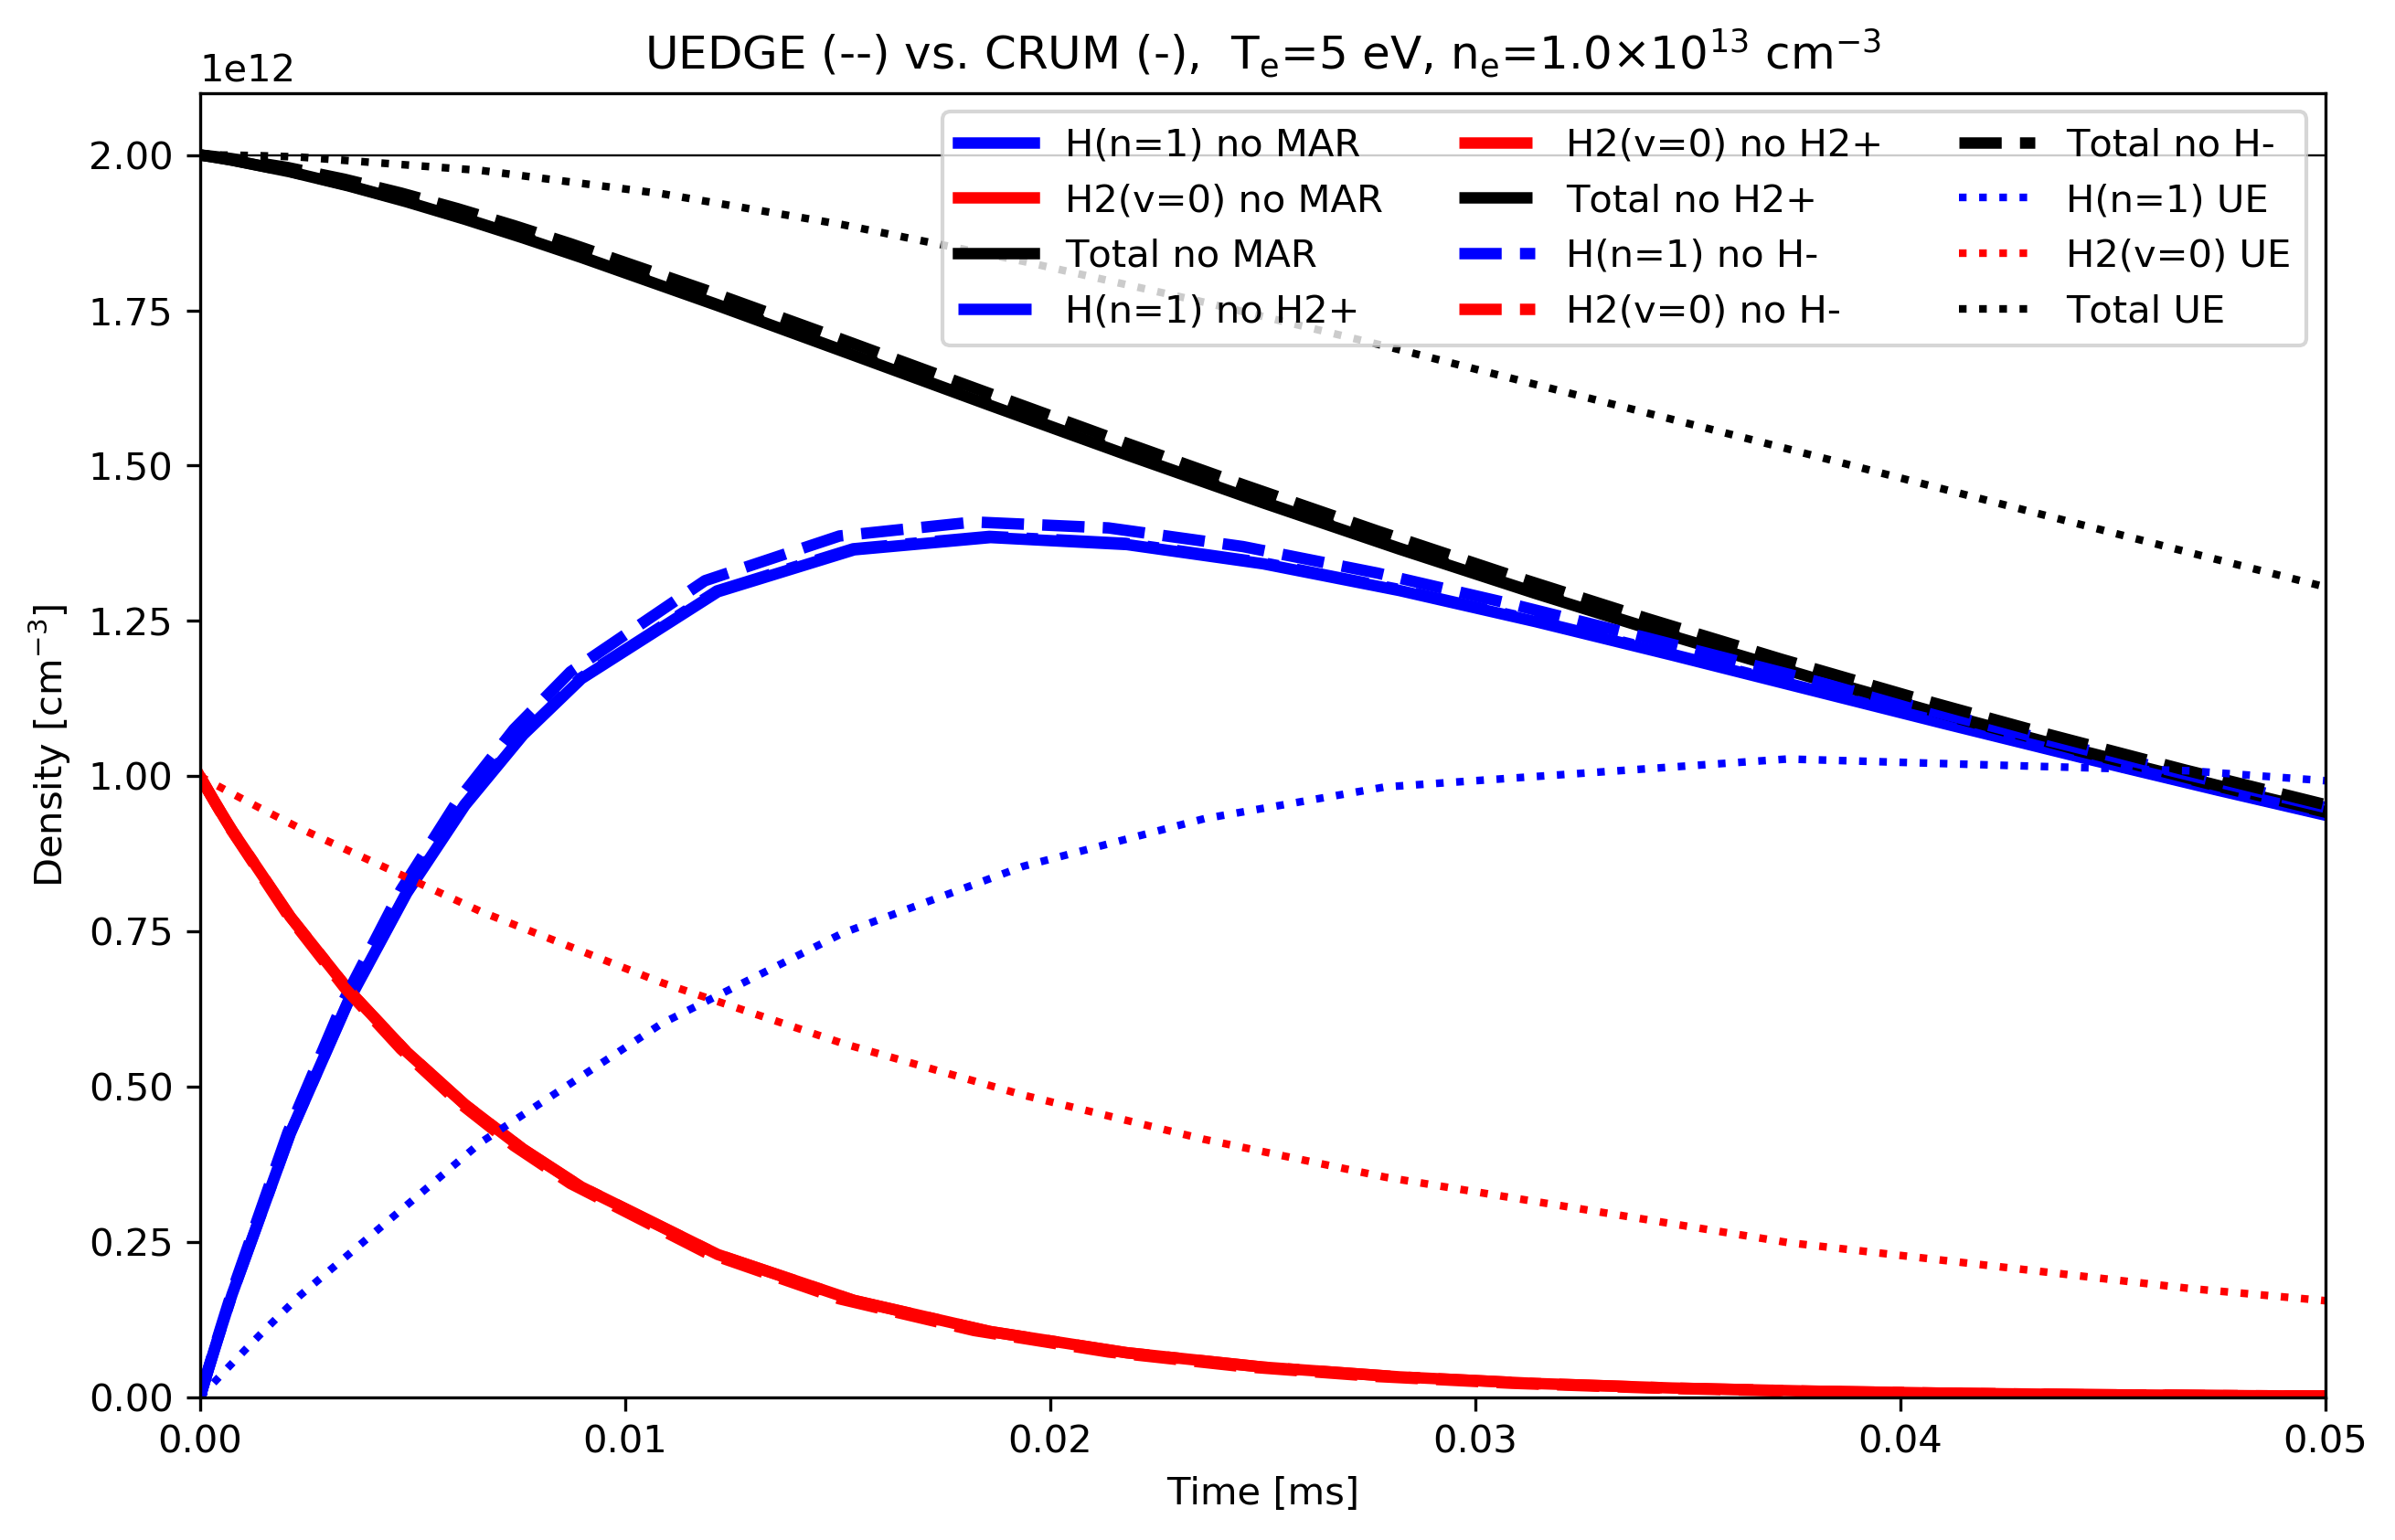 UEDGE (--) vs. CRUM (-),  Tₑ=5 eV, nₑ=1.0×10¹³ cm⁻³
1e12
H(n=1) no MAR
H2(v=0) no MAR
Total no MAR
H(n=1) no H2+
H2(v=0) no H2+
Total no H2+
H(n=1) no H-
H2(v=0) no H-
Total no H-
H(n=1) UE
H2(v=0) UE
Total UE
2.00
1.75
1.50
1.25
1.00
0.75
0.50
0.25
0.00
Density [cm⁻³]
0.00 0.01 0.02 0.03 0.04 0.05
Time [ms]